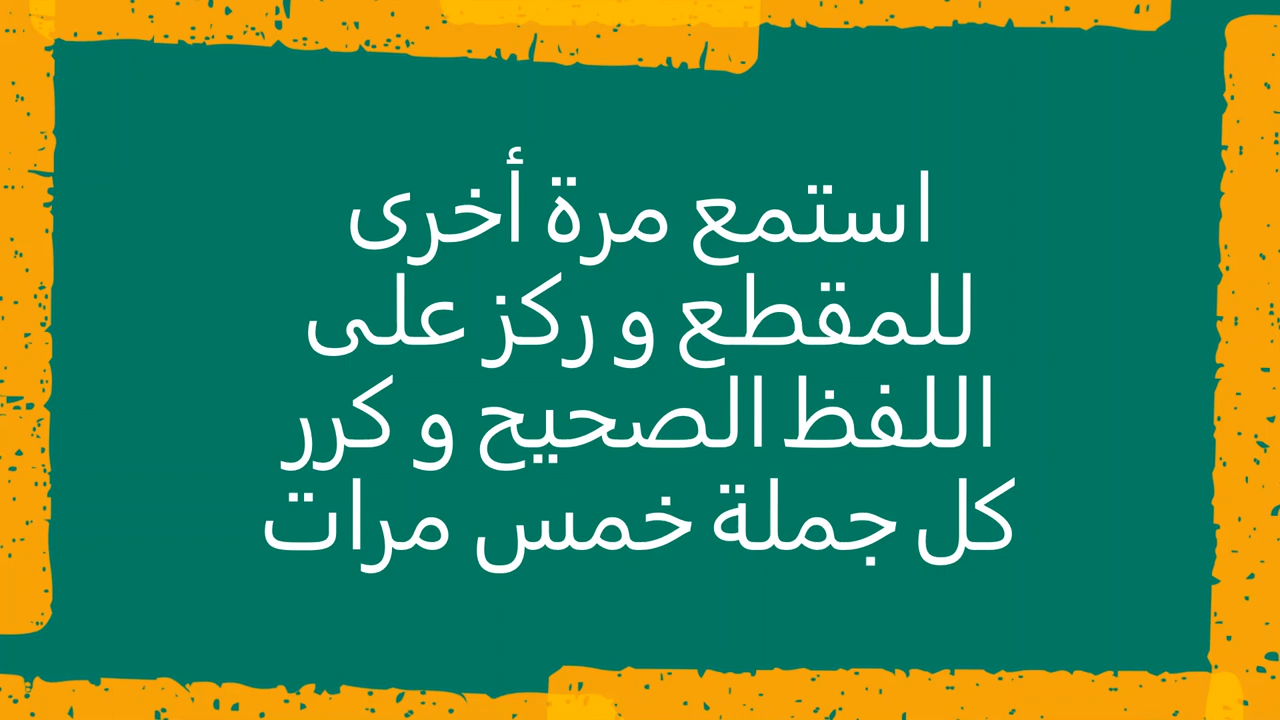 استمع مرة أخرى
للمقطع و ركز على
اللفظ الصحيح و كرر
كل جملة خمس مرات